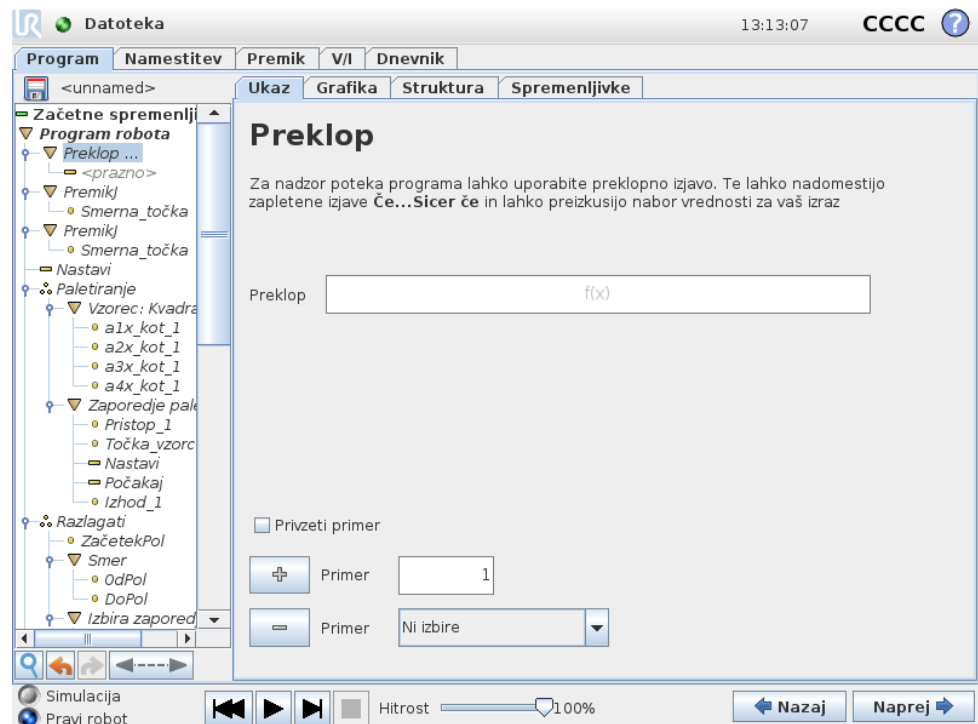 Datoteka
13:13:07
CCCC
Program
Namestitev
Premik
V/I
Dnevnik
<unnamed>
Ukaz
Grafika
Struktura
Spremenljivke
Začetne spremenlji
Program robota
Preklop ...
<prazno>
PremikJ
Smerna_točka
PremikJ
Smerna_točka
Nastavi
Paletiranje
Vzorec: Kvadra
a1x_kot_1
a2x_kot_1
a3x_kot_1
a4x_kot_1
Zaporedje pale
Pristop_1
Točka_vzorc
Nastavi
Počakaj
Izhod_1
Razlagati
ZačetekPol
Smer
OdPol
DoPol
Izbira zapored
Preklop
Za nadzor poteka programa lahko uporabite preklopno izjavo. Te lahko nadomestijo
zapletene izjave Če...Sicer če in lahko preizkusijo nabor vrednosti za vaš izraz
Preklop
f(x)
Privzeti primer
Primer
1
Primer
Ni izbire
Simulacija
Pravi robot
Hitrost
100%
Nazaj
Naprej